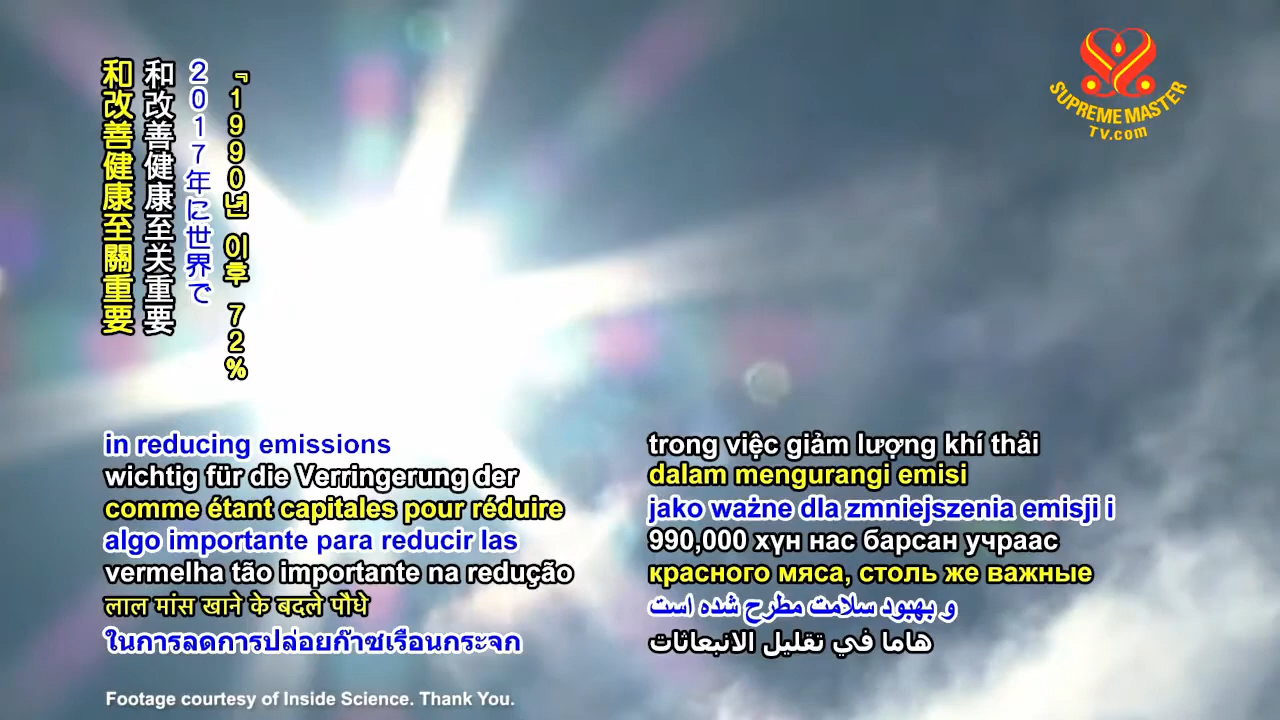 『1990년 이후 72%
2017年に世界で
和改善健康至关重要
和改善健康至關重要
SUPREME MASTER
TV.com
in reducing emissions
wichtig für die Verringerung der
comme étant capitales pour réduire
algo importante para reducir las
vermelha tão importante na redução
लाल मांस खाने के बदले पौधे
ในการลดการปล่อยก๊าซเรือนกระจก
trong việc giảm lượng khí thải
dalam mengurangi emisi
jako ważne dla zmniejszenia emisji i
990,000 хүн нас барсан учраас
красного мяса, столь же важные
و بهبود سلامت مطرح شده است
هاما في تقليل الانبعاثات
Footage courtesy of Inside Science. Thank You.